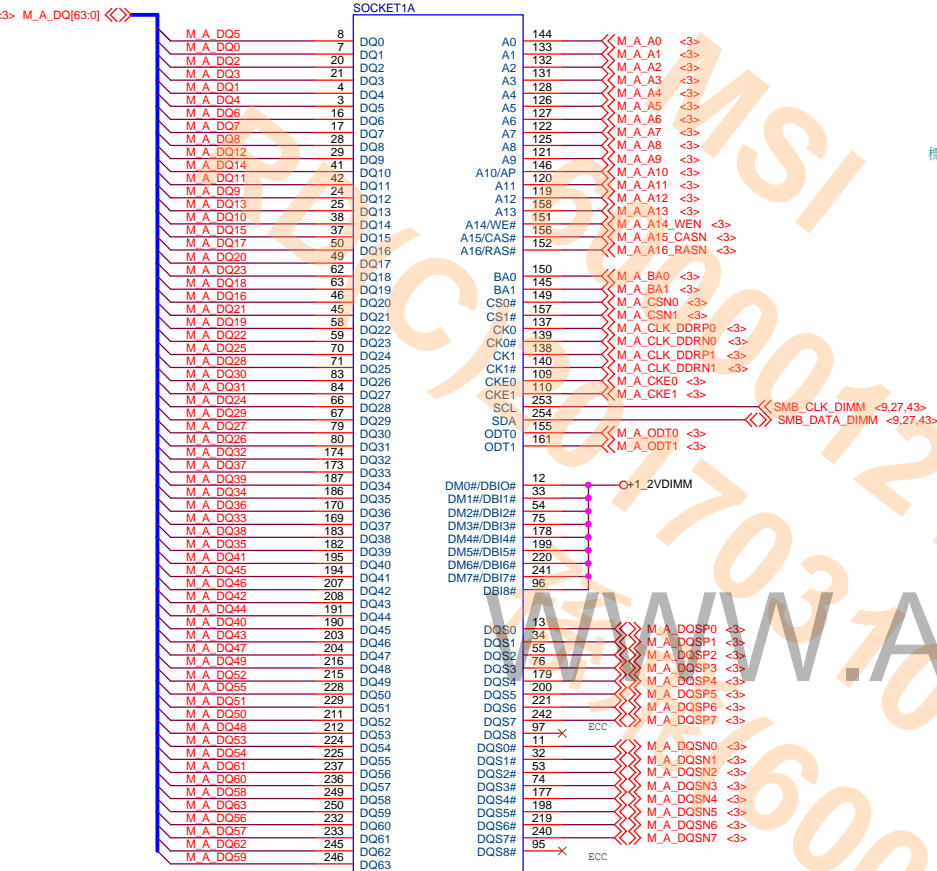 <3> M_A_DQ[63:0]
SOCKET1A
M_A_DQ5 8 DQ0
M_A_DQ0 7 DQ1
M_A_DQ2 20 DQ2
M_A_DQ3 21 DQ3
M_A_DQ1 4 DQ4
M_A_DQ4 3 DQ5
M_A_DQ6 16 DQ6
M_A_DQ7 17 DQ7
M_A_DQ8 28 DQ8
M_A_DQ12 29 DQ9
M_A_DQ14 41 DQ10
M_A_DQ11 42 DQ11
M_A_DQ9 24 DQ12
M_A_DQ13 25 DQ13
M_A_DQ10 38 DQ14
M_A_DQ15 37 DQ15
M_A_DQ17 50 DQ16
M_A_DQ20 49 DQ17
M_A_DQ23 62 DQ18
M_A_DQ18 63 DQ19
M_A_DQ16 46 DQ20
M_A_DQ21 45 DQ21
M_A_DQ19 58 DQ22
M_A_DQ22 59 DQ23
M_A_DQ25 70 DQ24
M_A_DQ28 71 DQ25
M_A_DQ30 83 DQ26
M_A_DQ31 84 DQ27
M_A_DQ24 66 DQ28
M_A_DQ29 67 DQ29
M_A_DQ27 79 DQ30
M_A_DQ26 80 DQ31
M_A_DQ32 174 DQ32
M_A_DQ37 173 DQ33
M_A_DQ39 187 DQ34
M_A_DQ34 186 DQ35
M_A_DQ36 170 DQ36
M_A_DQ33 169 DQ37
M_A_DQ38 183 DQ38
M_A_DQ35 182 DQ39
M_A_DQ41 195 DQ40
M_A_DQ45 194 DQ41
M_A_DQ46 207 DQ42
M_A_DQ42 208 DQ43
M_A_DQ44 191 DQ44
M_A_DQ40 190 DQ45
M_A_DQ43 203 DQ46
M_A_DQ47 204 DQ47
M_A_DQ49 216 DQ48
M_A_DQ52 215 DQ49
M_A_DQ55 228 DQ50
M_A_DQ51 229 DQ51
M_A_DQ50 211 DQ52
M_A_DQ48 212 DQ53
M_A_DQ53 224 DQ54
M_A_DQ54 225 DQ55
M_A_DQ61 237 DQ56
M_A_DQ60 236 DQ57
M_A_DQ58 249 DQ58
M_A_DQ63 250 DQ59
M_A_DQ56 232 DQ60
M_A_DQ57 233 DQ61
M_A_DQ62 245 DQ62
M_A_DQ59 246 DQ63
A0 144 M_A_A0 <3>
A1 133 M_A_A1 <3>
A2 132 M_A_A2 <3>
A3 131 M_A_A3 <3>
A4 128 M_A_A4 <3>
A5 126 M_A_A5 <3>
A6 127 M_A_A6 <3>
A7 122 M_A_A7 <3>
A8 125 M_A_A8 <3>
A9 121 M_A_A9 <3>
A10/AP 146 M_A_A10 <3>
A11 120 M_A_A11 <3>
A12 119 M_A_A12 <3>
A13 158 M_A_A13 <3>
A14/WE# 151 M_A_A14_WEN <3>
A15/CAS# 156 M_A_A15_CASN <3>
A16/RAS# 152 M_A_A16_RASN <3>
BA0 150 M_A_BA0 <3>
BA1 145 M_A_BA1 <3>
CS0# 149 M_A_CSN0 <3>
CS1# 157 M_A_CSN1 <3>
CK0 137 M_A_CLK_DDRP0 <3>
CK0# 139 M_A_CLK_DDRN0 <3>
CK1 138 M_A_CLK_DDRP1 <3>
CK1# 140 M_A_CLK_DDRN1 <3>
CKE0 109 M_A_CKE0 <3>
CKE1 110 M_A_CKE1 <3>
SCL 253 SMB_CLK_DIMM <9,27,43>
SDA 254 SMB_DATA_DIMM <9,27,43>
ODT0 155 M_A_ODT0 <3>
ODT1 161 M_A_ODT1 <3>
DM0#/DBIO# 12 +1_2VDIMM
DM1#/DBI1# 33
DM2#/DBI2# 54
DM3#/DBI3# 75
DM4#/DBI4# 178
DM5#/DBI5# 199
DM6#/DBI6# 220
DM7#/DBI7# 241
DBI8# 96
DQS0 13 M_A_DQSP0 <3>
DQS1 34 M_A_DQSP1 <3>
DQS2 55 M_A_DQSP2 <3>
DQS3 76 M_A_DQSP3 <3>
DQS4 179 M_A_DQSP4 <3>
DQS5 200 M_A_DQSP5 <3>
DQS6 221 M_A_DQSP6 <3>
DQS7 242 M_A_DQSP7 <3>
DQS8 97 ECC
DQS0# 11 M_A_DQSN0 <3>
DQS1# 32 M_A_DQSN1 <3>
DQS2# 53 M_A_DQSN2 <3>
DQS3# 74 M_A_DQSN3 <3>
DQS4# 177 M_A_DQSN4 <3>
DQS5# 198 M_A_DQSN5 <3>
DQS6# 219 M_A_DQSN6 <3>
DQS7# 240 M_A_DQSN7 <3>
DQS8# 95 ECC
MSI
WWW.A